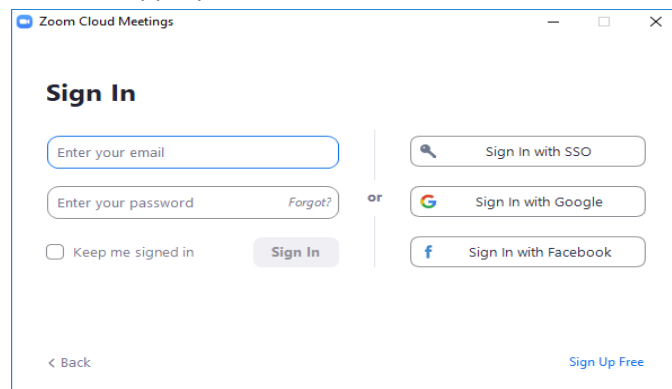 Zoom Cloud Meetings
Sign In
Enter your email
Enter your password Forgot?
Keep me signed in Sign In
or
Sign In with SSO
Sign In with Google
Sign In with Facebook
< Back
Sign Up Free